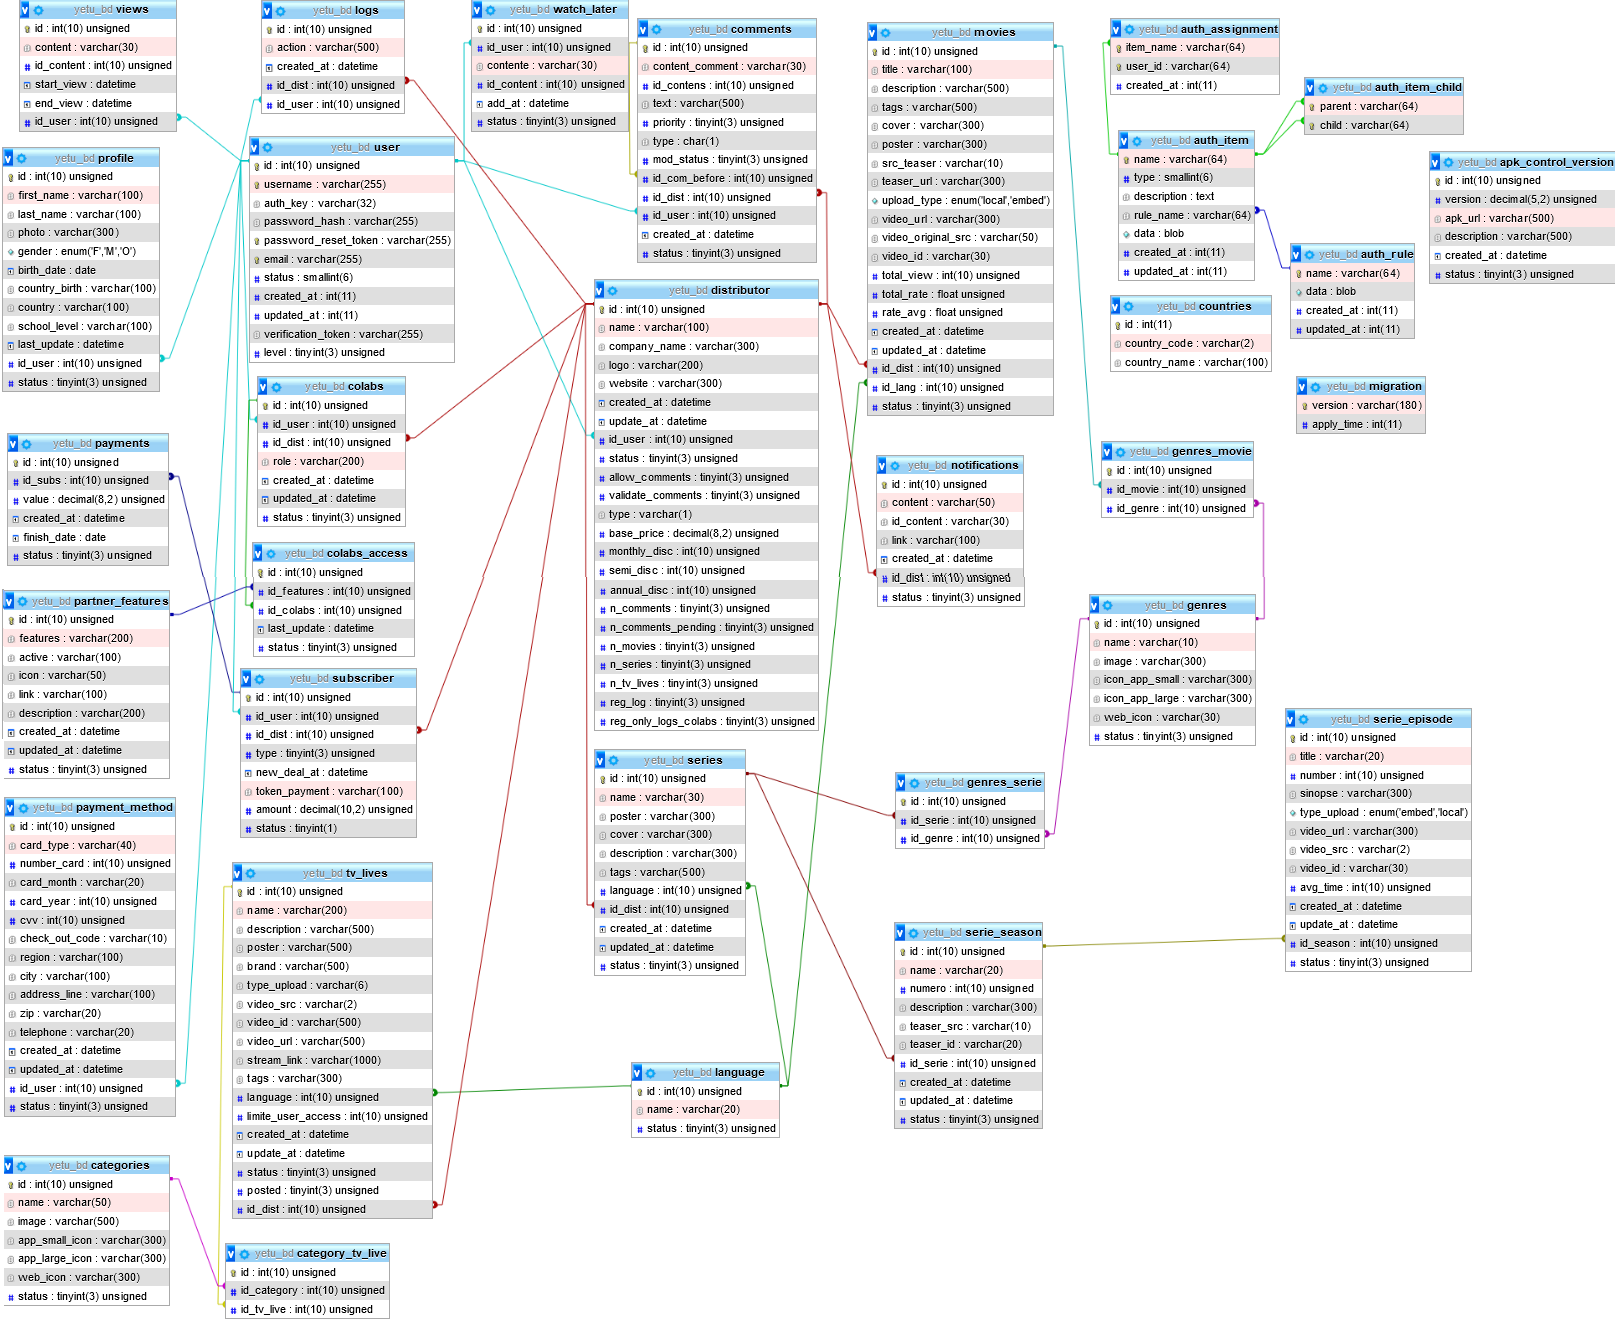 yetu_bd views
id : int(10) unsigned
content : varchar(30)
id_content : int(10) unsigned
start_view : datetime
end_view : datetime
id_user : int(10) unsigned
yetu_bd logs
id : int(10) unsigned
action : varchar(500)
created_at : datetime
id_dist : int(10) unsigned
id_user : int(10) unsigned
yetu_bd watch_later
id : int(10) unsigned
id_user : int(10) unsigned
contente : varchar(30)
id_content : int(10) unsigned
add_at : datetime
status : tinyint(3) unsigned
yetu_bd comments
id : int(10) unsigned
content_comment : varchar(30)
id_contens : int(10) unsigned
text : varchar(500)
priority : tinyint(3) unsigned
type : char(1)
mod_status : tinyint(3) unsigned
id_com_before : int(10) unsigned
id_dist : int(10) unsigned
id_user : int(10) unsigned
created_at : datetime
status : tinyint(3) unsigned
yetu_bd movies
id : int(10) unsigned
title : varchar(100)
description : varchar(500)
tags : varchar(500)
cover : varchar(300)
poster : varchar(300)
src_teaser : varchar(10)
teaser_url : varchar(300)
upload_type : enum('local','embed')
video_url : varchar(300)
video_original_src : varchar(50)
video_id : varchar(30)
total_view : int(10) unsigned
total_rate : float unsigned
rate_avg : float unsigned
created_at : datetime
updated_at : datetime
id_dist : int(10) unsigned
id_lang : int(10) unsigned
status : tinyint(3) unsigned
yetu_bd auth_assignment
item_name : varchar(64)
user_id : varchar(64)
created_at : int(11)
yetu_bd auth_item_child
parent : varchar(64)
child : varchar(64)
yetu_bd auth_item
name : varchar(64)
type : smallint(6)
description : text
rule_name : varchar(64)
data : blob
created_at : int(11)
updated_at : int(11)
yetu_bd apk_control_version
id : int(10) unsigned
version : decimal(5,2) unsigned
apk_url : varchar(500)
description : varchar(500)
created_at : datetime
status : tinyint(3) unsigned
yetu_bd auth_rule
name : varchar(64)
data : blob
created_at : int(11)
updated_at : int(11)
yetu_bd countries
id : int(11)
country_code : varchar(2)
country_name : varchar(100)
yetu_bd migration
version : varchar(180)
apply_time : int(11)
yetu_bd profile
id : int(10) unsigned
first_name : varchar(100)
last_name : varchar(100)
photo : varchar(300)
gender : enum('F','M','O')
birth_date : date
country_birth : varchar(100)
country : varchar(100)
school_level : varchar(100)
last_update : datetime
id_user : int(10) unsigned
status : tinyint(3) unsigned
yetu_bd user
id : int(10) unsigned
username : varchar(255)
auth_key : varchar(32)
password_hash : varchar(255)
password_reset_token : varchar(255)
email : varchar(255)
status : smallint(6)
created_at : int(11)
updated_at : int(11)
verification_token : varchar(255)
level : tinyint(3) unsigned
yetu_bd distributor
id : int(10) unsigned
name : varchar(100)
company_name : varchar(300)
logo : varchar(200)
website : varchar(300)
created_at : datetime
update_at : datetime
id_user : int(10) unsigned
status : tinyint(3) unsigned
allow_comments : tinyint(3) unsigned
validate_comments : tinyint(3) unsigned
type : varchar(1)
base_price : decimal(8,2) unsigned
monthly_disc : int(10) unsigned
semi_disc : int(10) unsigned
annual_disc : int(10) unsigned
n_comments : tinyint(3) unsigned
n_comments_pending : tinyint(3) unsigned
n_movies : tinyint(3) unsigned
n_series : tinyint(3) unsigned
n_tv_lives : tinyint(3) unsigned
reg_log : tinyint(3) unsigned
reg_only_logs_colabs : tinyint(3) unsigned
yetu_bd colabs
id : int(10) unsigned
id_user : int(10) unsigned
id_dist : int(10) unsigned
role : varchar(200)
created_at : datetime
updated_at : datetime
status : tinyint(3) unsigned
yetu_bd payments
id : int(10) unsigned
id_subs : int(10) unsigned
value : decimal(8,2) unsigned
created_at : datetime
finish_date : date
status : tinyint(3) unsigned
yetu_bd notifications
id : int(10) unsigned
content : varchar(50)
id_content : varchar(30)
link : varchar(100)
created_at : datetime
id_dist : int(10) unsigned
status : tinyint(3) unsigned
yetu_bd genres_movie
id : int(10) unsigned
id_movie : int(10) unsigned
id_genre : int(10) unsigned
yetu_bd colabs_access
id : int(10) unsigned
id_features : int(10) unsigned
id_colabs : int(10) unsigned
last_update : datetime
status : tinyint(3) unsigned
yetu_bd partner_features
id : int(10) unsigned
features : varchar(200)
active : varchar(100)
icon : varchar(50)
link : varchar(100)
description : varchar(200)
created_at : datetime
updated_at : datetime
status : tinyint(3) unsigned
yetu_bd genres
id : int(10) unsigned
name : varchar(10)
image : varchar(300)
icon_app_small : varchar(300)
icon_app_large : varchar(300)
web_icon : varchar(30)
status : tinyint(3) unsigned
yetu_bd subscriber
id : int(10) unsigned
id_user : int(10) unsigned
id_dist : int(10) unsigned
type : tinyint(3) unsigned
new_deal_at : datetime
token_payment : varchar(100)
amount : decimal(10,2) unsigned
status : tinyint(1)
yetu_bd serie_episode
id : int(10) unsigned
title : varchar(20)
number : int(10) unsigned
sinopse : varchar(300)
type_upload : enum('embed','local')
video_url : varchar(300)
video_src : varchar(2)
video_id : varchar(30)
avg_time : int(10) unsigned
created_at : datetime
update_at : datetime
id_season : int(10) unsigned
status : tinyint(3) unsigned
yetu_bd series
id : int(10) unsigned
name : varchar(30)
poster : varchar(300)
cover : varchar(300)
description : varchar(300)
tags : varchar(500)
language : int(10) unsigned
id_dist : int(10) unsigned
created_at : datetime
updated_at : datetime
status : tinyint(3) unsigned
yetu_bd genres_serie
id : int(10) unsigned
id_serie : int(10) unsigned
id_genre : int(10) unsigned
yetu_bd payment_method
id : int(10) unsigned
card_type : varchar(40)
number_card : int(10) unsigned
card_month : varchar(20)
card_year : int(10) unsigned
cvv : int(10) unsigned
check_out_code : varchar(10)
region : varchar(100)
city : varchar(100)
address_line : varchar(100)
zip : varchar(20)
telephone : varchar(20)
created_at : datetime
updated_at : datetime
id_user : int(10) unsigned
status : tinyint(3) unsigned
yetu_bd tv_lives
id : int(10) unsigned
name : varchar(200)
description : varchar(500)
poster : varchar(500)
brand : varchar(500)
type_upload : varchar(6)
video_src : varchar(2)
video_id : varchar(500)
video_url : varchar(500)
stream_link : varchar(1000)
tags : varchar(300)
language : int(10) unsigned
limite_user_access : int(10) unsigned
created_at : datetime
update_at : datetime
status : tinyint(3) unsigned
posted : tinyint(3) unsigned
id_dist : int(10) unsigned
yetu_bd serie_season
id : int(10) unsigned
name : varchar(20)
numero : int(10) unsigned
description : varchar(300)
teaser_src : varchar(10)
teaser_id : varchar(20)
id_serie : int(10) unsigned
created_at : datetime
updated_at : datetime
status : tinyint(3) unsigned
yetu_bd language
id : int(10) unsigned
name : varchar(20)
status : tinyint(3) unsigned
yetu_bd categories
id : int(10) unsigned
name : varchar(50)
image : varchar(500)
app_small_icon : varchar(300)
app_large_icon : varchar(300)
web_icon : varchar(300)
status : tinyint(3) unsigned
yetu_bd category_tv_live
id : int(10) unsigned
id_category : int(10) unsigned
id_tv_live : int(10) unsigned